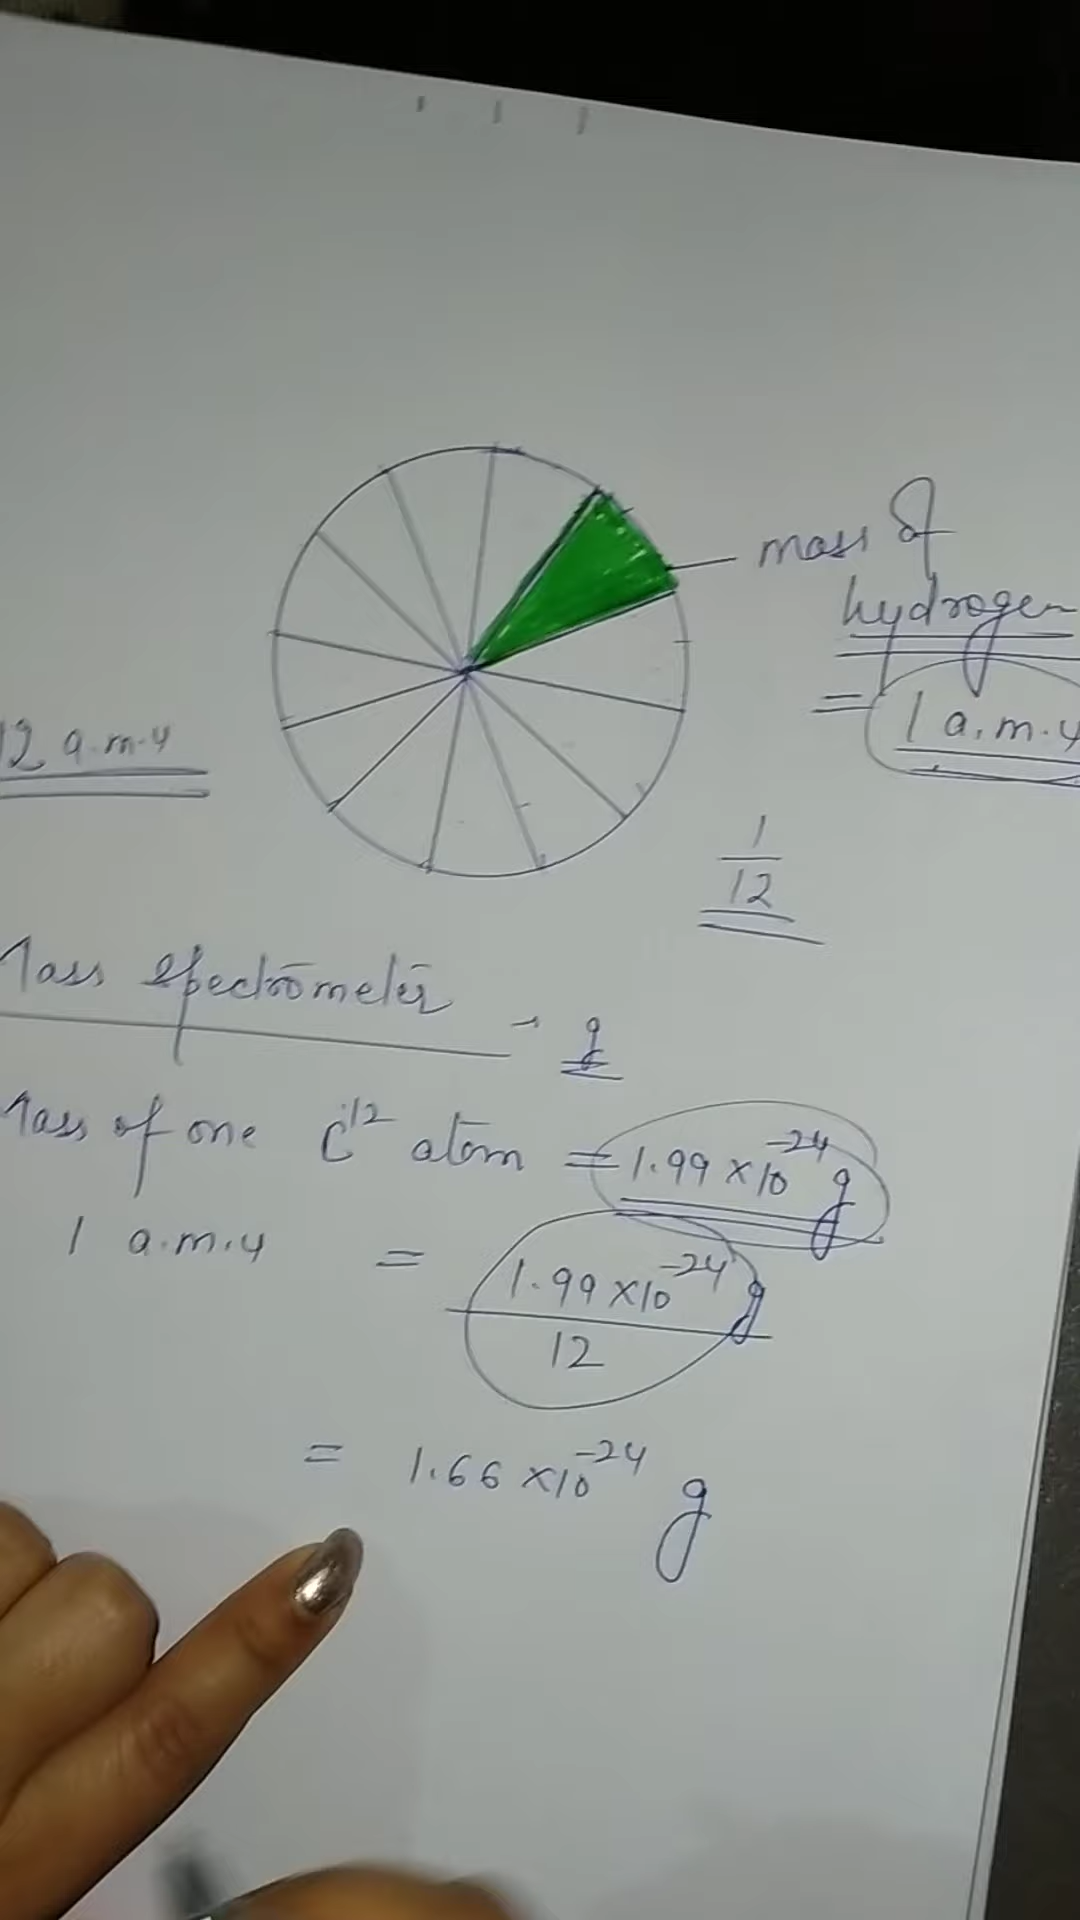 mass of
hydrogen
= 1 a.m.u
12 a.m.u
1/12
Mass spectrometer - g
Mass of one C¹² atom = 1.99 × 10⁻²⁴ g
1 a.m.u = 1.99 × 10⁻²⁴ g / 12
= 1.66 × 10⁻²⁴ g